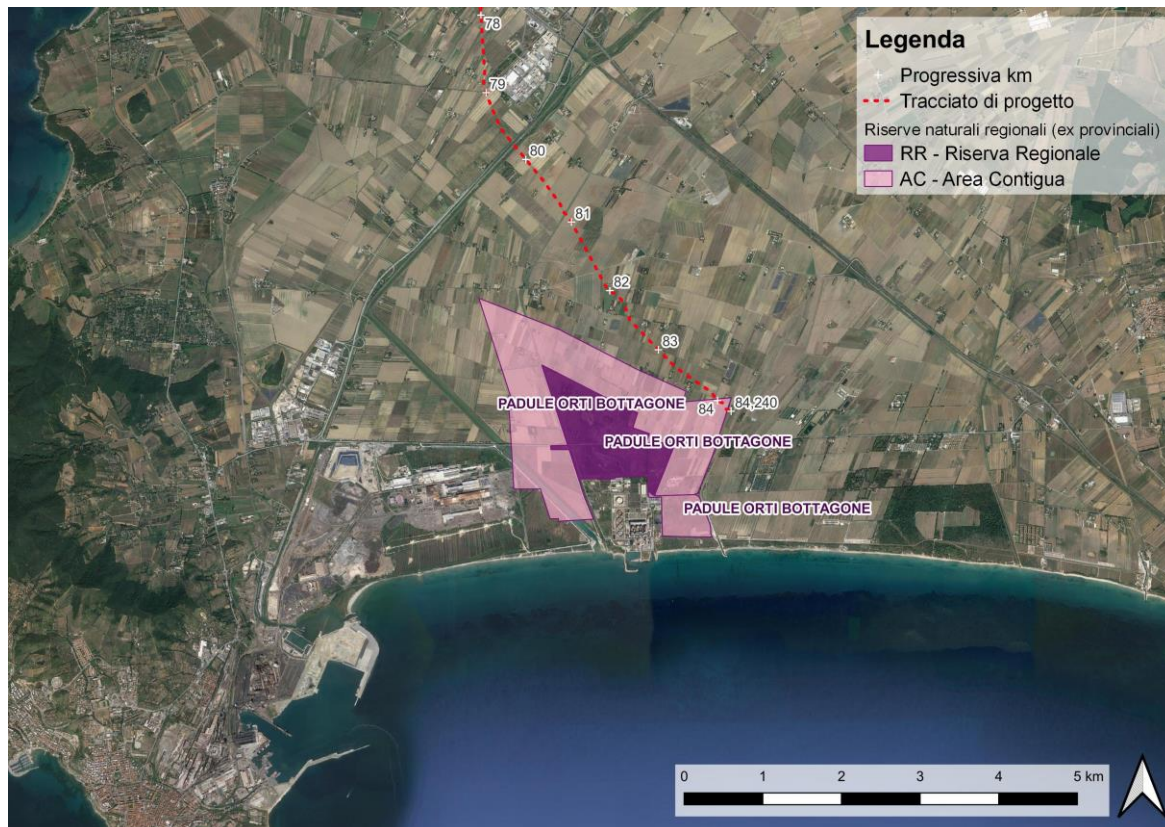 78
Legenda
Progressiva km
Tracciato di progetto
Riserve naturali regionali (ex provinciali)
RR - Riserva Regionale
AC - Area Contigua
79
80
81
82
83
PADULE ORTI BOTTAGONE
84
84,240
PADULE ORTI BOTTAGONE
PADULE ORTI BOTTAGONE
0 1 2 3 4 5 km